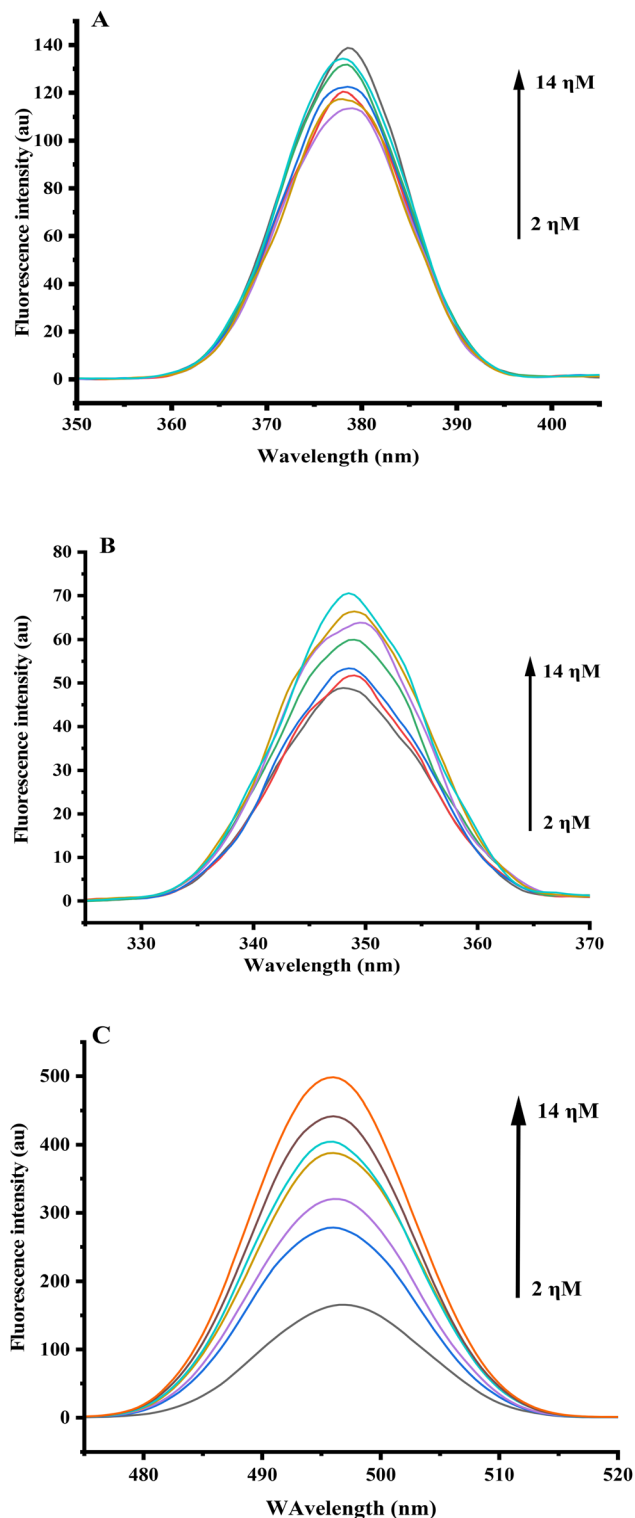 A
Fluorescence intensity (au)
140
120
100
80
60
40
20
0
14 ηM
2 ηM
350
360
370
380
390
400
Wavelength (nm)
B
Fluorescence intensity (au)
80
70
60
50
40
30
20
10
0
14 ηM
2 ηM
330
340
350
360
370
Wavelength (nm)
C
Fluorescence intensity (au)
500
400
300
200
100
0
14 ηM
2 ηM
480
490
500
510
520
WAvelength (nm)